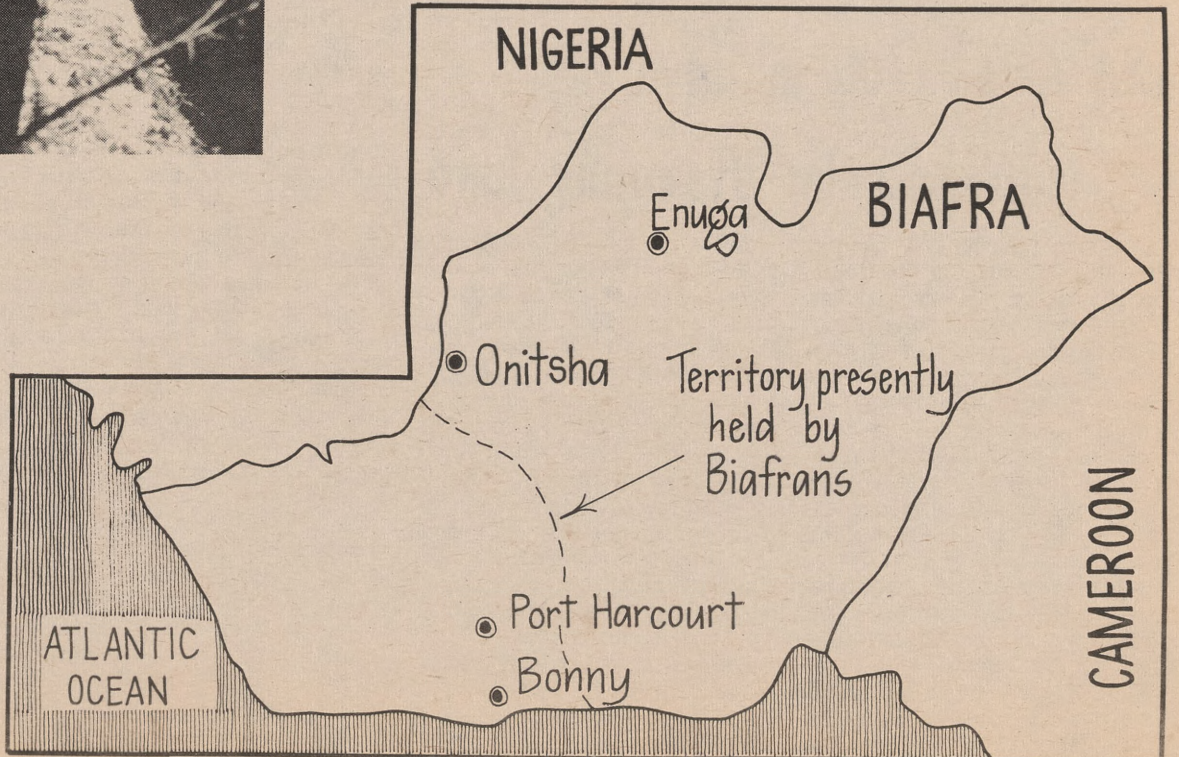 NIGERIA
Enuga
BIAFRA
Onitsha
Territory presently
held by
Biafrans
CAMEROON
Port Harcourt
ATLANTIC
OCEAN
Bonny